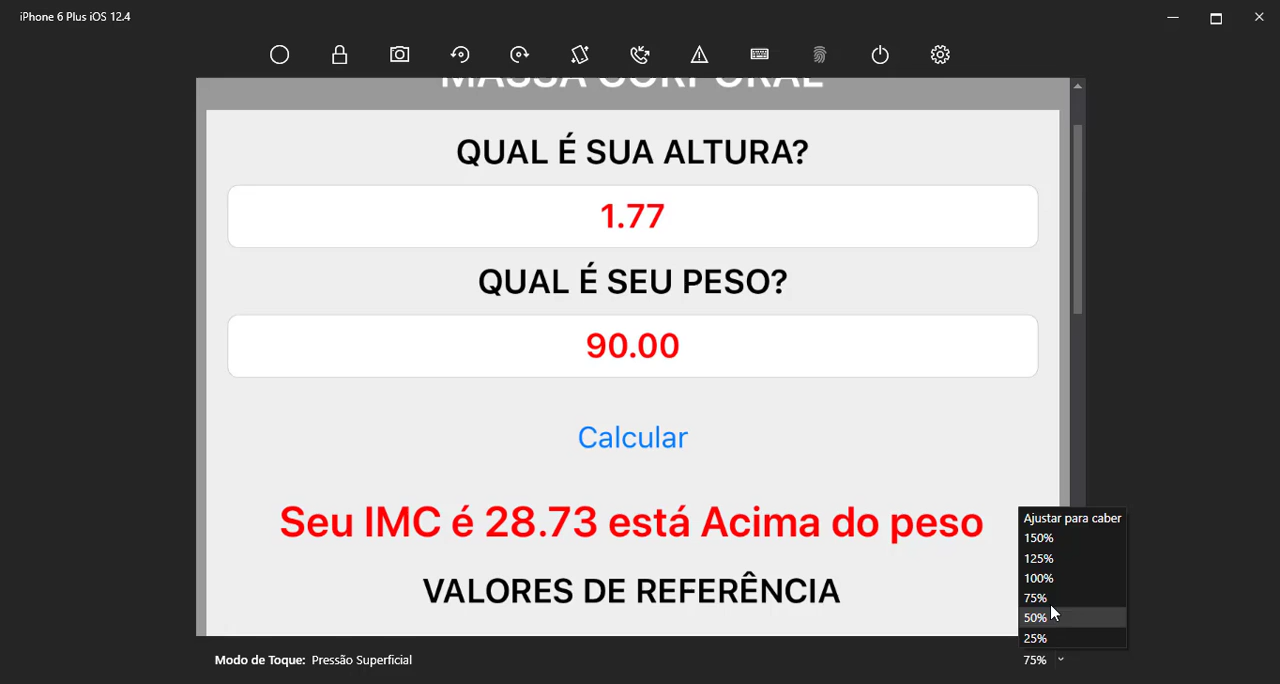 iPhone 6 Plus iOS 12.4
MASSA CORPORAL
QUAL É SUA ALTURA?
1.77
QUAL É SEU PESO?
90.00
Calcular
Seu IMC é 28.73 está Acima do peso
VALORES DE REFERÊNCIA
Ajustar para caber
150%
125%
100%
75%
50%
25%
Modo de Toque: Pressão Superficial
75%